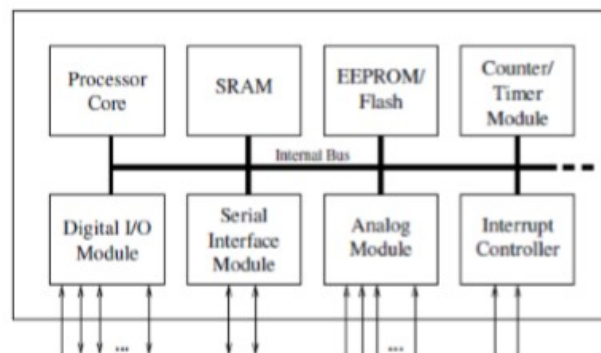 Processor
Core
SRAM
EEPROM/
Flash
Counter/
Timer
Module
Internal Bus
Digital I/O
Module
Serial
Interface
Module
Analog
Module
Interrupt
Controller
...
...